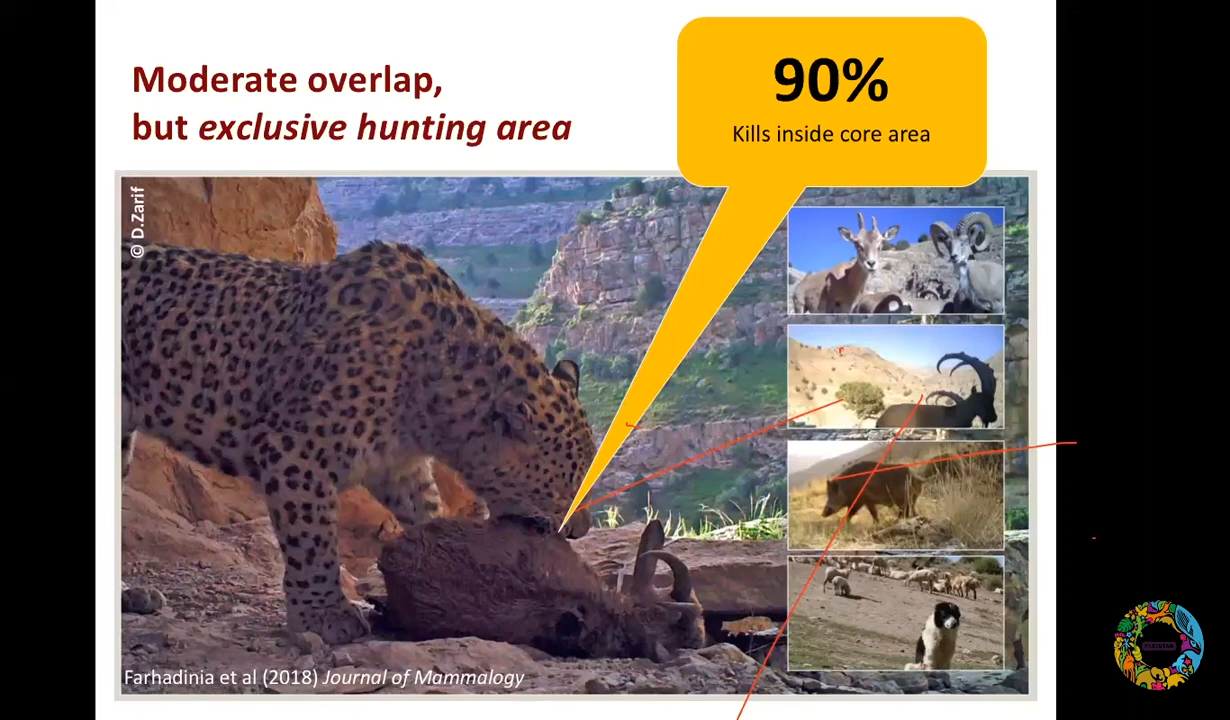 Moderate overlap,
but exclusive hunting area
90%
Kills inside core area
© D.Zarif
Farhadinia et al (2018) Journal of Mammalogy